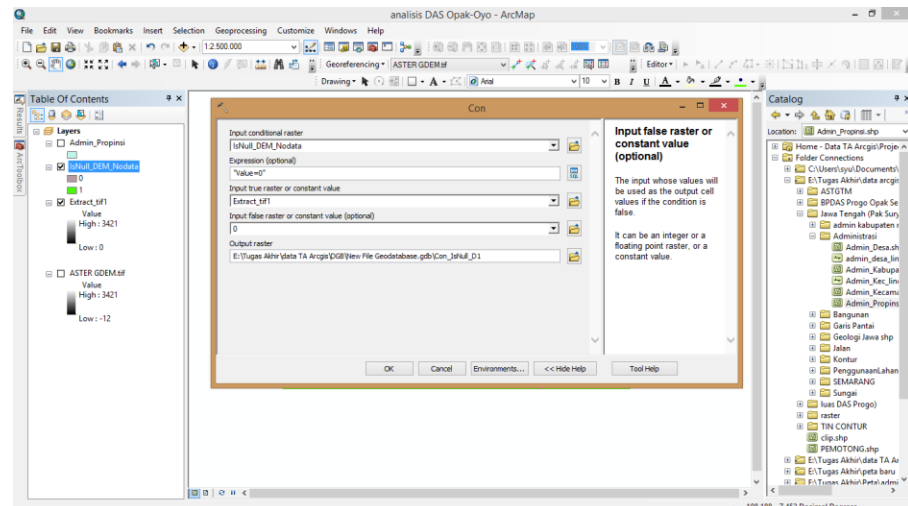 analisis DAS Opak-Oyo - ArcMap
File Edit View Bookmarks Insert Selection Geoprocessing Customize Windows Help
1:2.500.000
Georeferencing ASTER GDEM.tif
Editor
Drawing A Arial 10 B I U A
Table Of Contents
Layers
Admin_Propinsi
IsNull_DEM_Nodata
0
1
Extract_tif1
Value
High : 3421
Low : 0
ASTER GDEM.tif
Value
High : 3421
Low : -12
Results
ArcToolbox
Con
Input conditional raster
IsNull_DEM_Nodata
Expression (optional)
"Value=0"
Input true raster or constant value
Extract_tif1
Input false raster or constant value (optional)
0
Output raster
E:\Tugas Akhir\data TA Arcgis\DGB\New File Geodatabase.gdb\Con_IsNull_D1
OK Cancel Environments... << Hide Help Tool Help
Input false raster or
constant value
(optional)
The input whose values will
be used as the output cell
values if the condition is
false.
It can be an integer or a
floating point raster, or a
constant value.
Catalog
Location: Admin_Propinsi.shp
Home - Data TA Arcgis\Proje
Folder Connections
C:\Users\syu\Documents\
E:\Tugas Akhir\data arcgis
ASTGTM
BPDAS Progo Opak Se
Jawa Tengah (Pak Sury
admin kabupaten
Administrasi
Admin_Desa.sh
admin_desa_lin
Admin_Kabupa
Admin_Kec_line
Admin_Kecama
Admin_Propins
Bangunan
Garis Pantai
Geologi Jawa shp
Jalan
Kontur
PenggunaanLahan
SEMARANG
Sungai
luas DAS Progo)
raster
TIN CONTUR
clip.shp
PEMOTONG.shp
E:\Tugas Akhir\data TA Ar
E:\Tugas Akhir\peta baru
E:\Tugas Akhir\Peta\admi